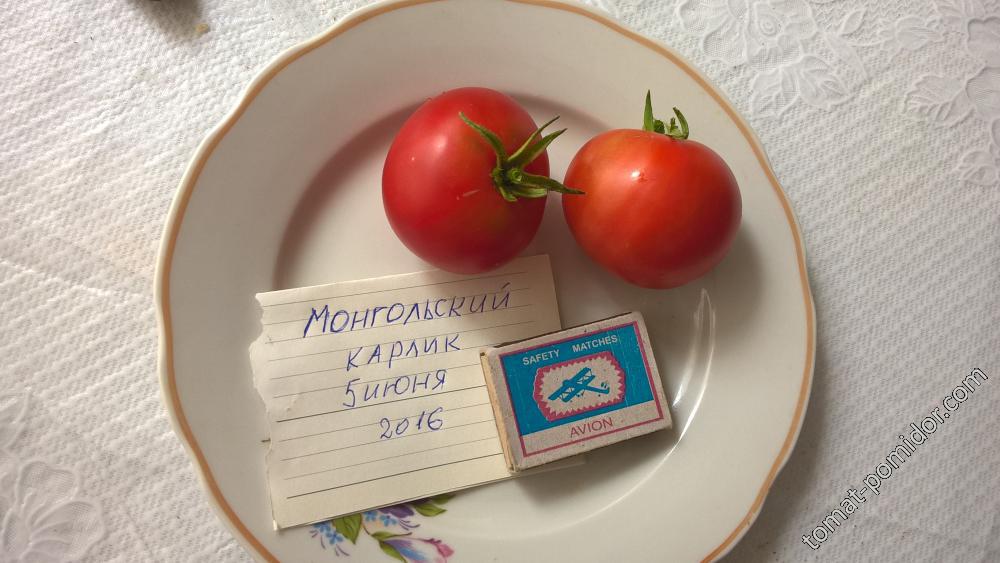 Монгольский
карлик
5 июня
2016
SAFETY MATCHES
AVION
tomat-pomidor.com